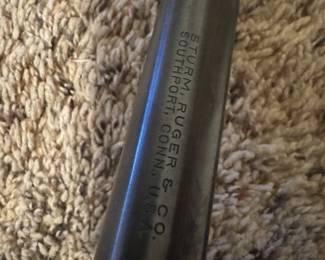 STURM, RUGER & CO.
SOUTHPORT, CONN. U.S.A.